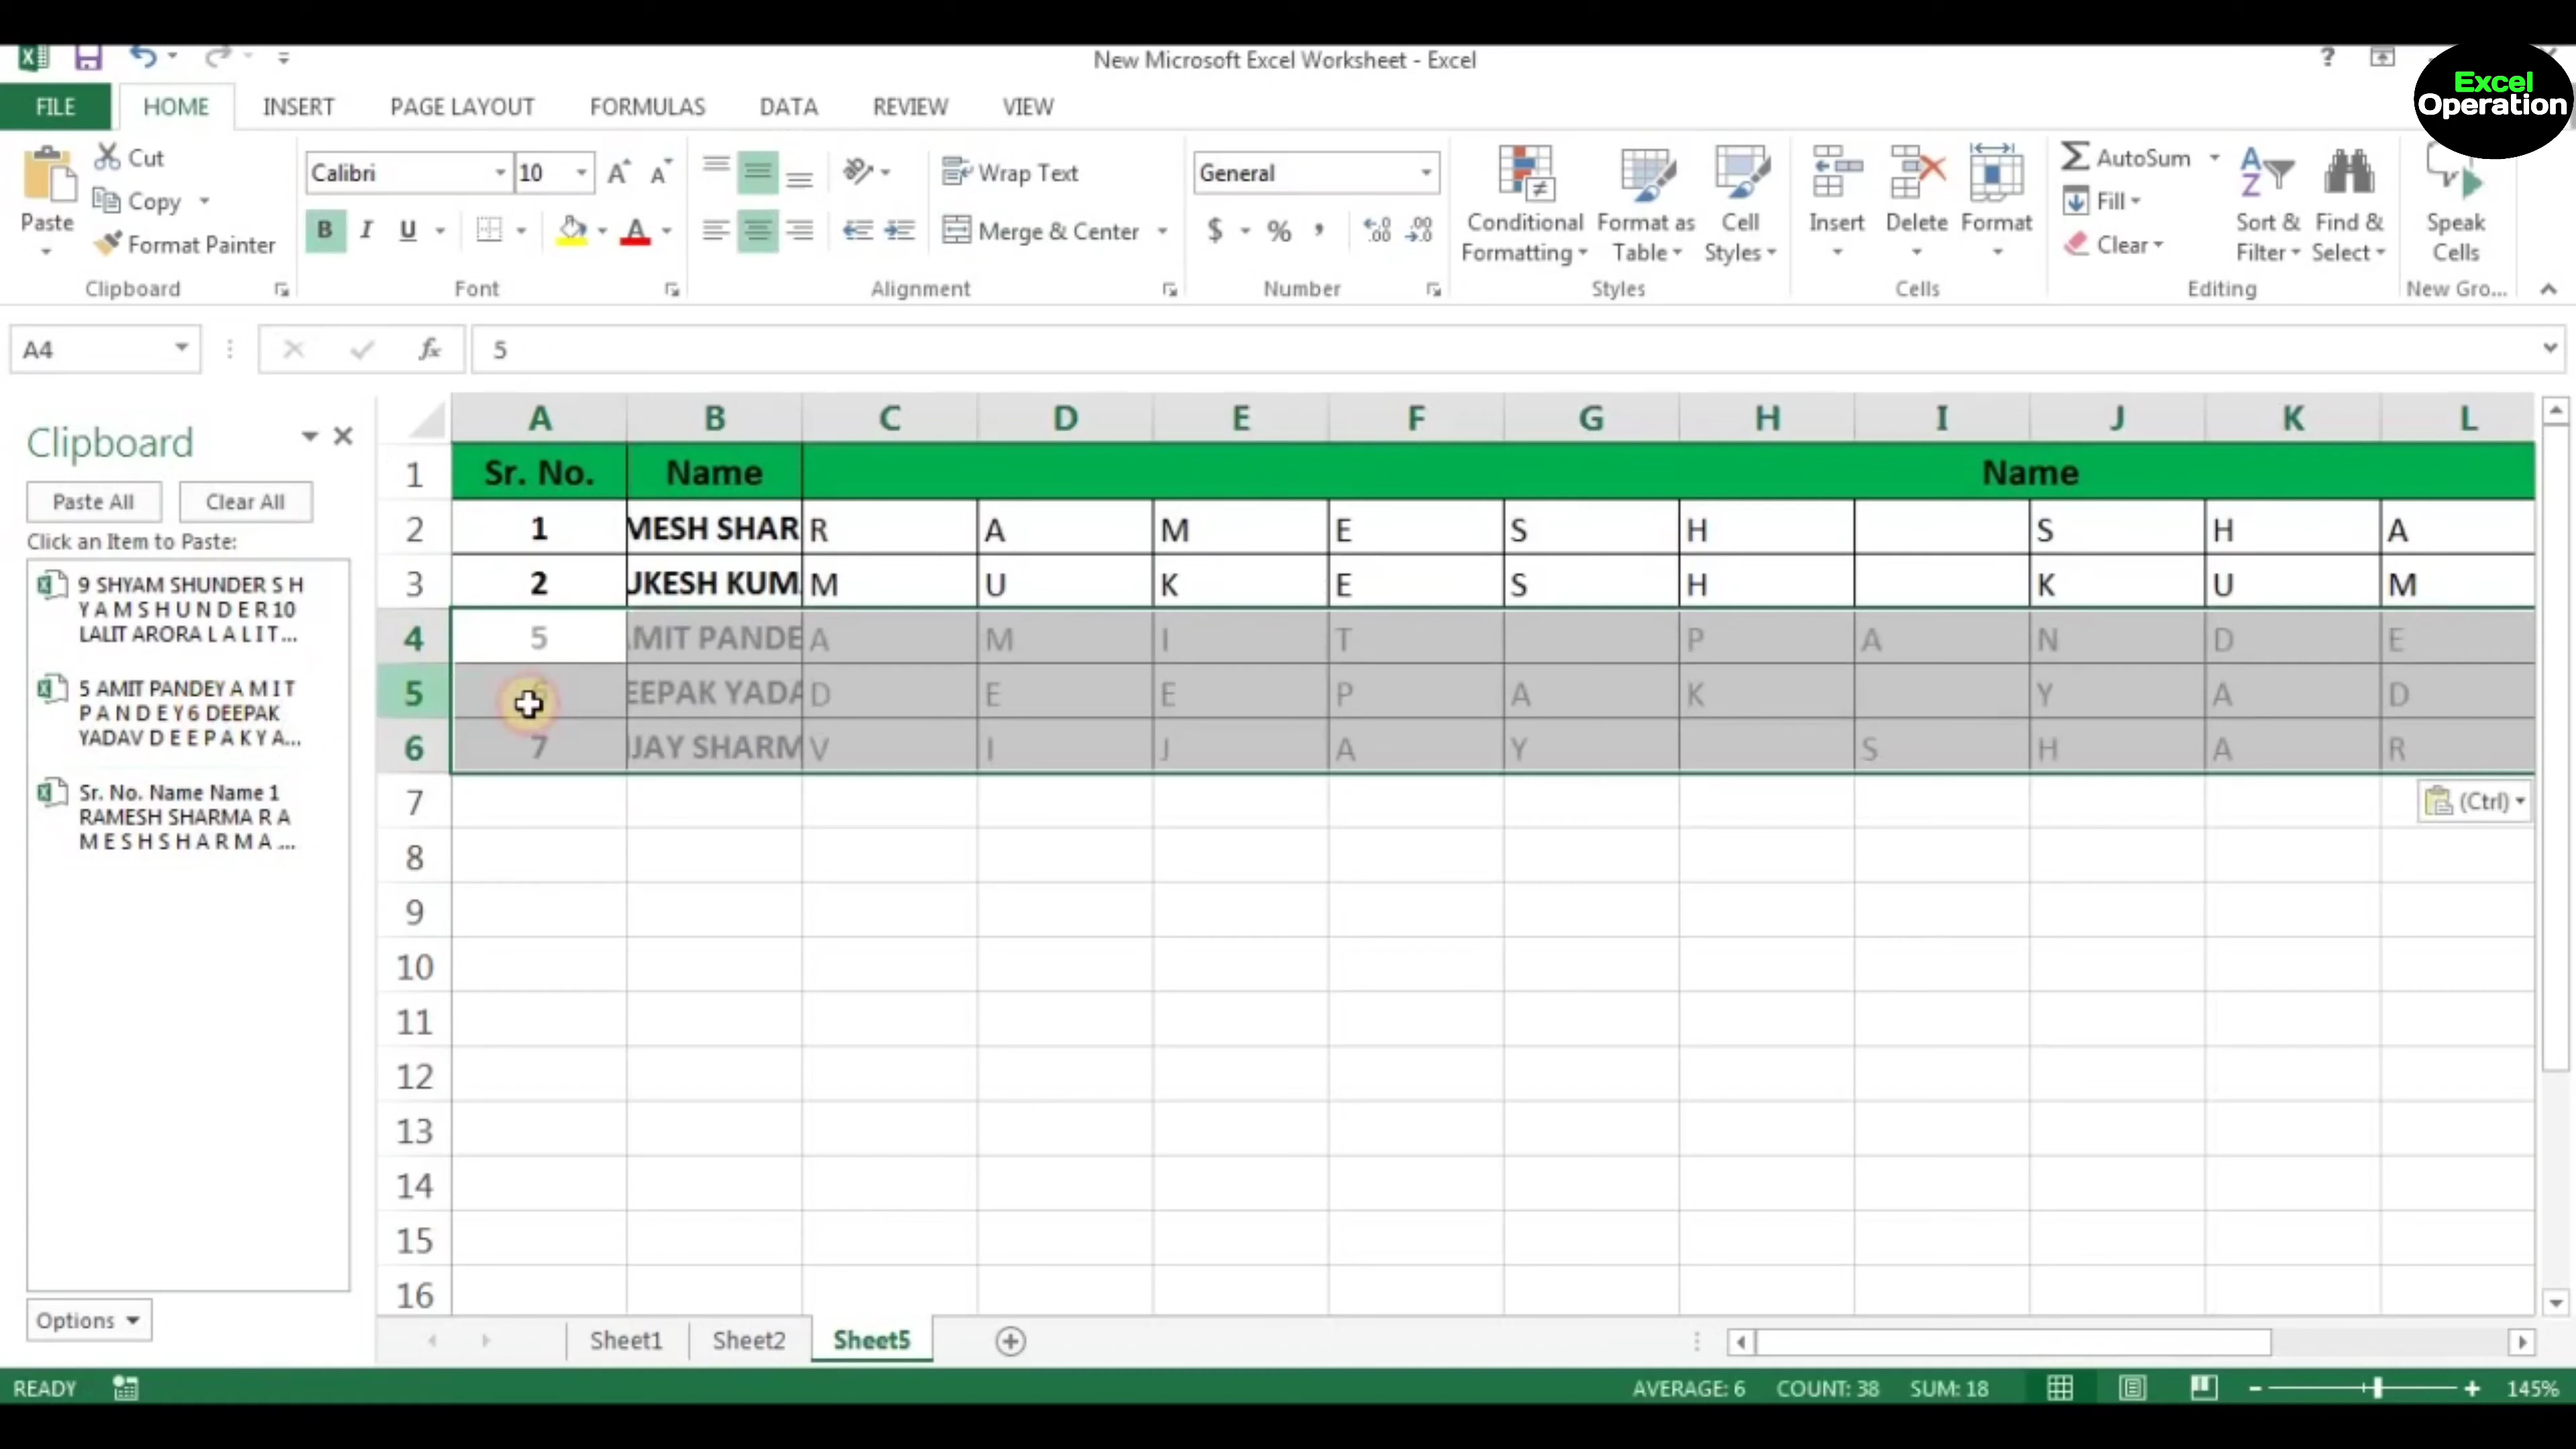 New Microsoft Excel Worksheet - Excel
?
Excel
Operation
FILE HOME INSERT PAGE LAYOUT FORMULAS DATA REVIEW VIEW
Cut
Copy
Format Painter
Paste
Clipboard
Calibri 10
B I U A
Font
Wrap Text
Merge & Center
Alignment
General
$ % ,
Number
Conditional Formatting
Format as Table
Cell Styles
Styles
Insert Delete Format
Cells
AutoSum
Fill
Clear
Sort & Filter
Find & Select
Editing
Speak Cells
New Gro...
A4 fx 5
Clipboard
Paste All Clear All
Click an Item to Paste:
9 SHYAM SHUNDER S H
Y A M S H U N D E R 10
LALIT ARORA L A L I T ...
5 AMIT PANDEY A M I T
P A N D E Y 6 DEEPAK
YADAV D E E P A K Y A...
Sr. No. Name Name 1
RAMESH SHARMA R A
M E S H S H A R M A ...
Options
A B C D E F G H I J K L
1 Sr. No. Name Name
2 1 MESH SHAR R A M E S H S H A
3 2 UKESH KUM M U K E S H K U M
4 5 AMIT PANDE A M I T P A N D E
5 EEPAK YADA D E E P A K Y A D
6 7 IJAY SHARM V I J A Y S H A R
7
(Ctrl)
8
9
10
11
12
13
14
15
16
Sheet1 Sheet2 Sheet5
READY AVERAGE: 6 COUNT: 38 SUM: 18 145%